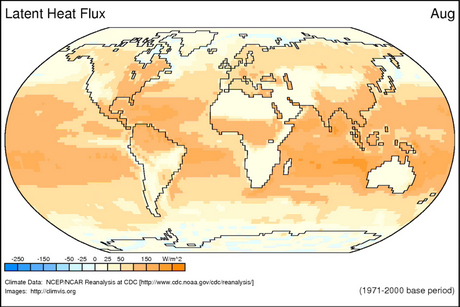 Latent Heat Flux
Aug
-250 -150 -50 -25 0 25 50 150 W/m^2
Climate Data: NCEP/NCAR Reanalysis at CDC [http://www.cdc.noaa.gov/cdc/reanalysis/]
Images: http://climvis.org
(1971-2000 base period)